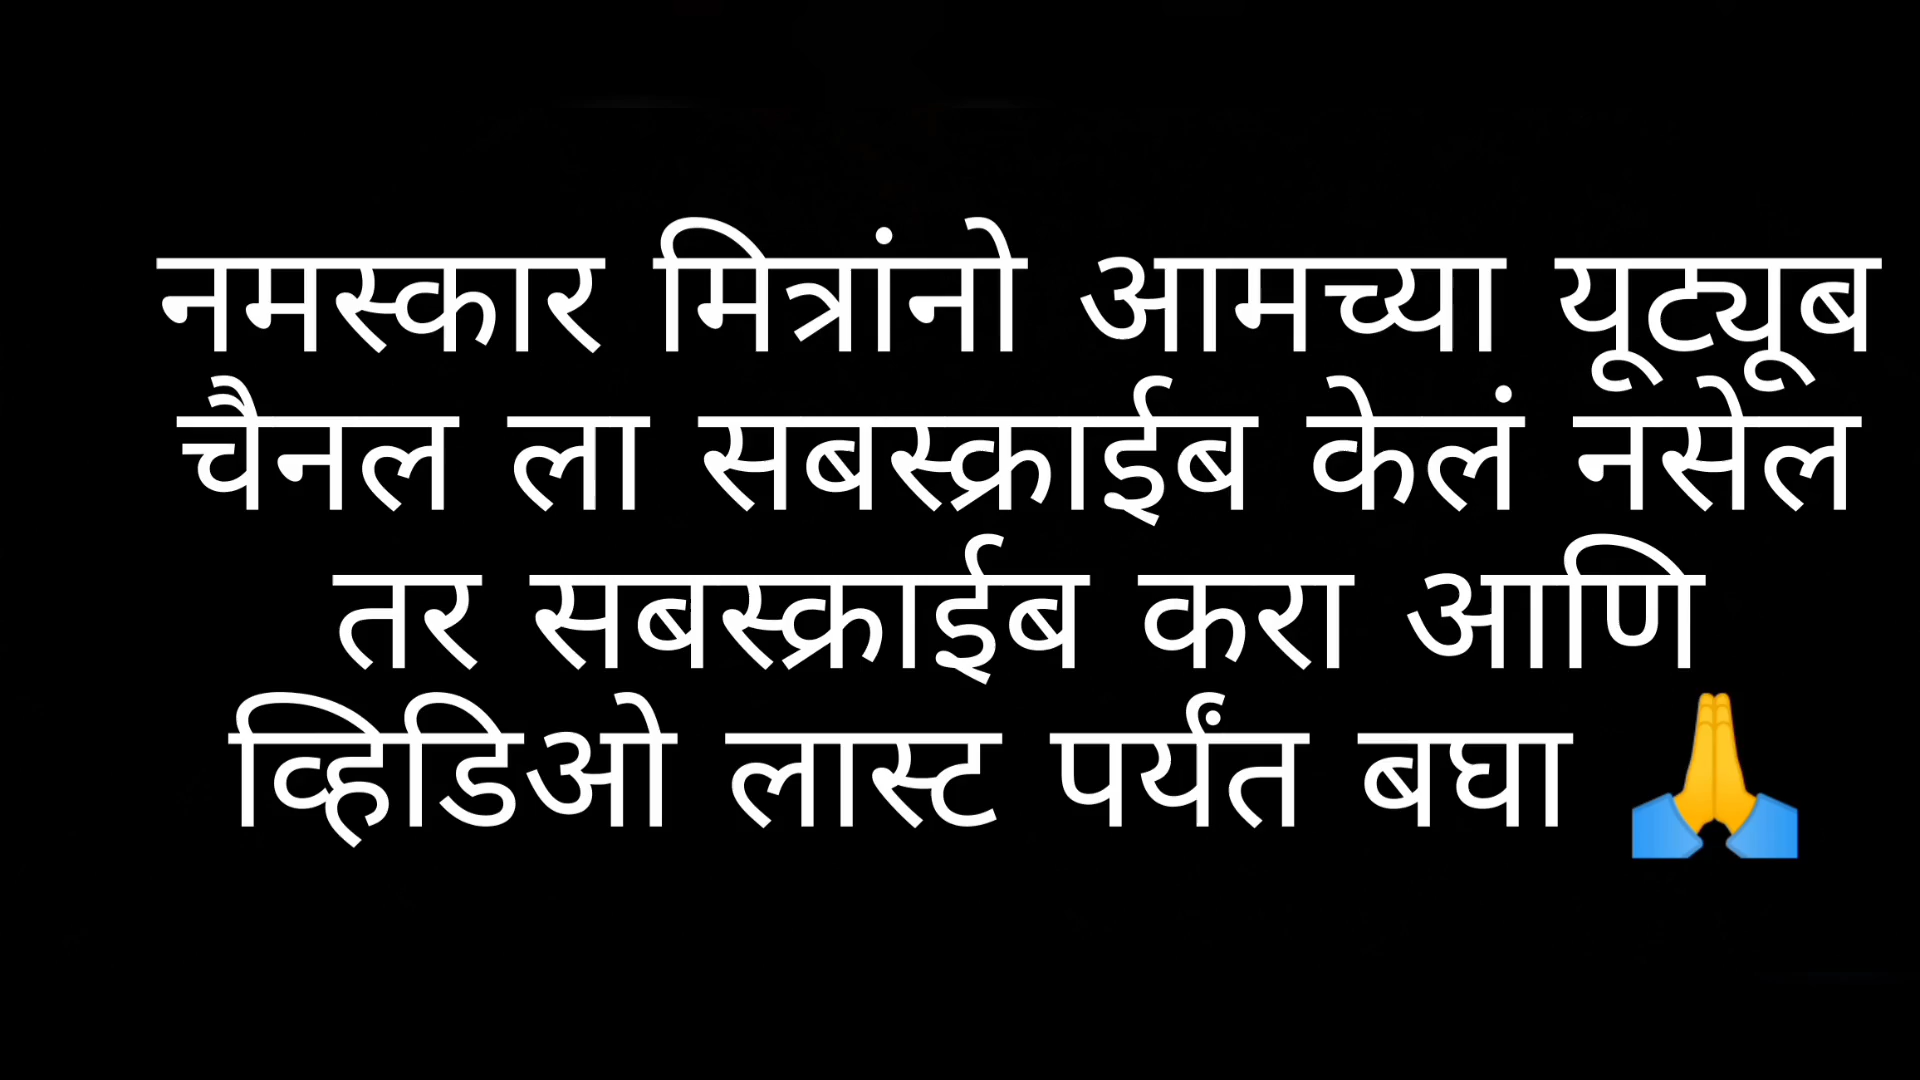 नमस्कार मित्रांनो आमच्या यूट्यूब
चैनल ला सबस्क्राईब केलं नसेल
तर सबस्क्राईब करा आणि
व्हिडिओ लास्ट पर्यंत बघा 🙏